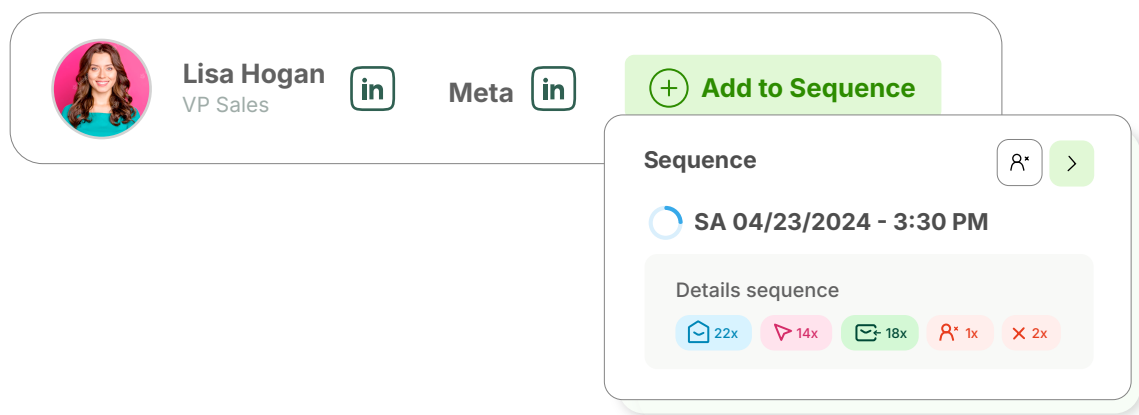 Lisa Hogan
VP Sales
in
Meta
in
Add to Sequence
Sequence
SA 04/23/2024 - 3:30 PM
Details sequence
22x
14x
18x
1x
2x